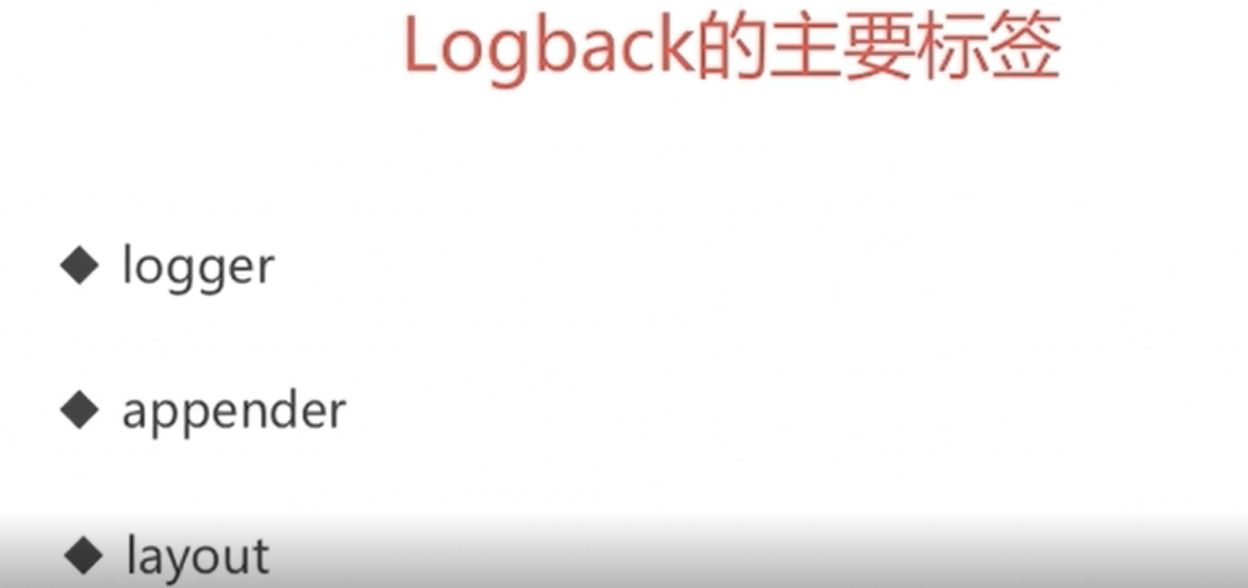 Logback的主要标签
◆ logger
◆ appender
◆ layout